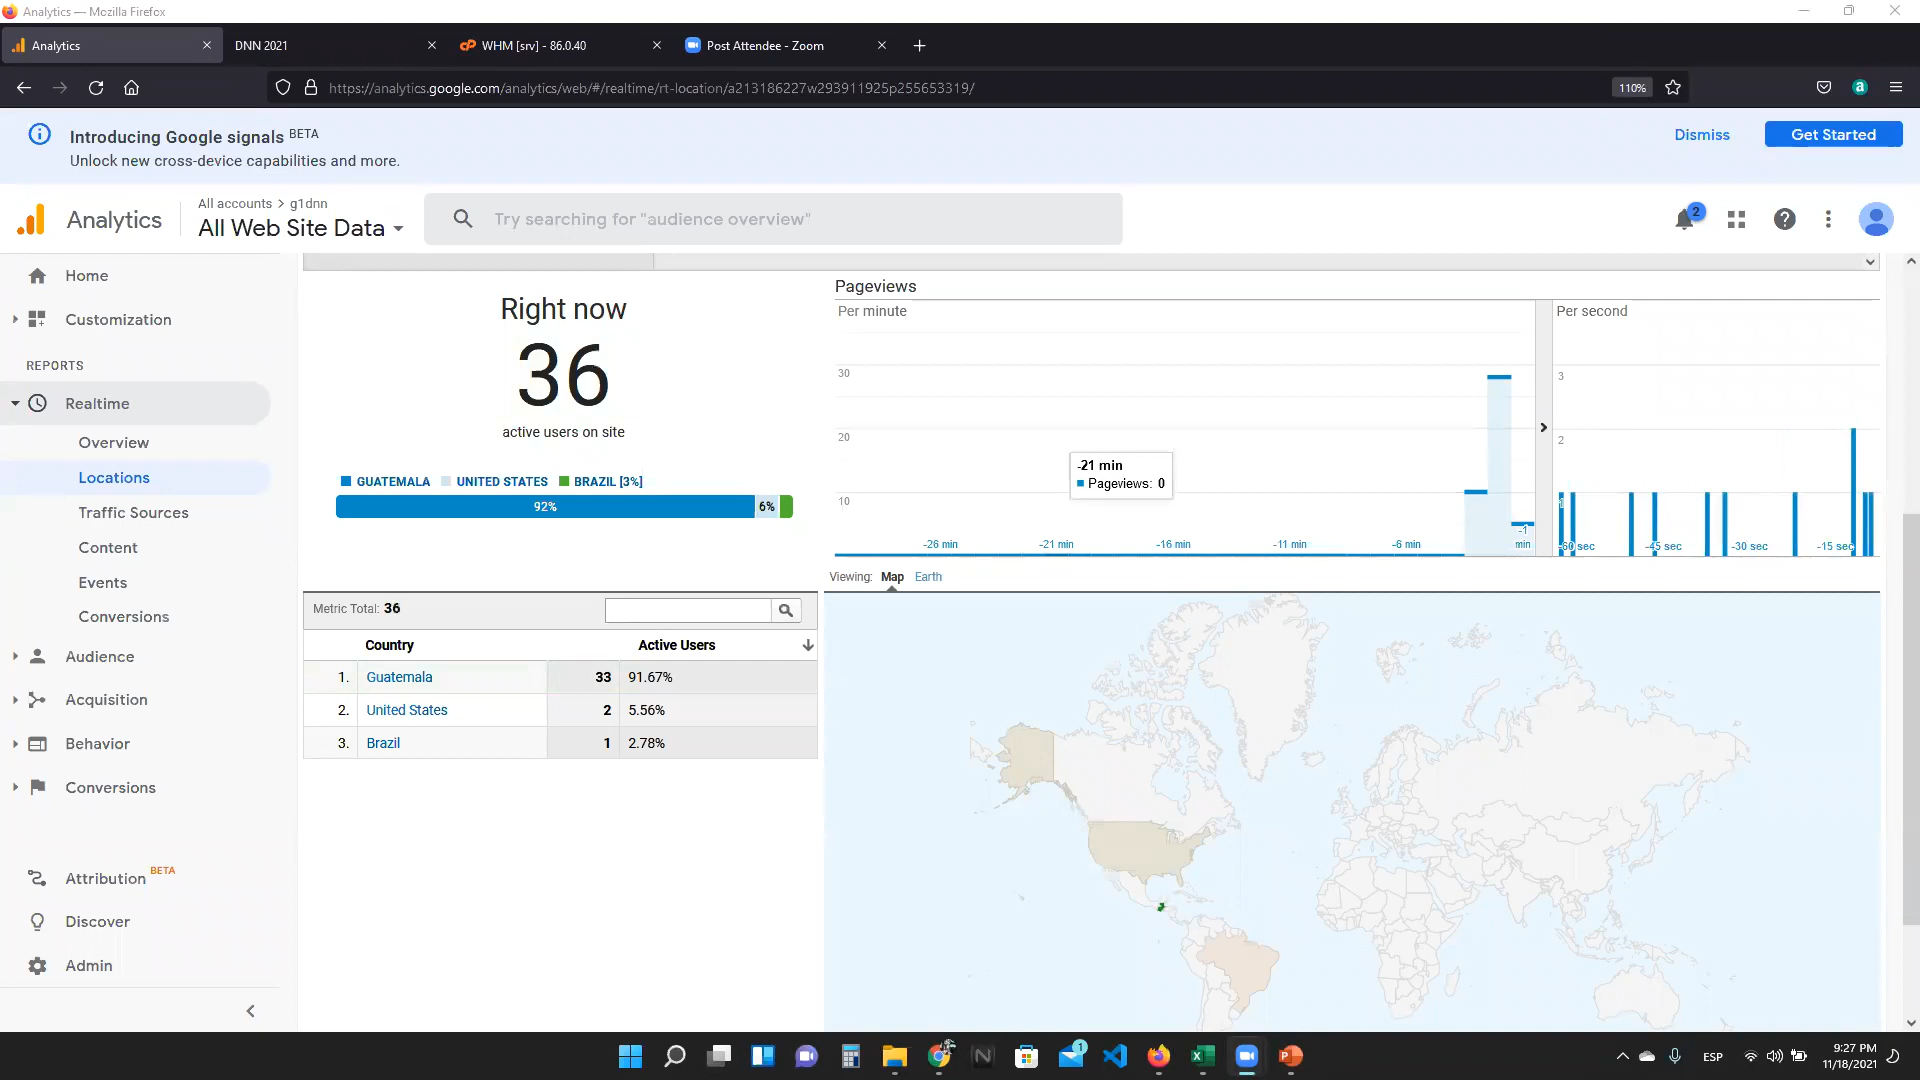 Analytics — Mozilla Firefox
Analytics
DNN 2021
WHM [srv] - 86.0.40
Post Attendee - Zoom
https://analytics.google.com/analytics/web/#/realtime/rt-location/a213186227w293911925p255653319/
110%
a
Introducing Google signals BETA
Unlock new cross-device capabilities and more.
Dismiss
Get Started
Analytics
All accounts > g1dnn
All Web Site Data
Try searching for "audience overview"
2
Home
Customization
REPORTS
Realtime
Overview
Locations
Traffic Sources
Content
Events
Conversions
Audience
Acquisition
Behavior
Conversions
Attribution BETA
Discover
Admin
Right now
36
active users on site
GUATEMALA UNITED STATES BRAZIL [3%]
92% 6%
Pageviews
Per minute
30
20
10
-21 min
Pageviews: 0
-26 min -21 min -16 min -11 min -6 min -1 min
Per second
3
2
1
-60 sec -45 sec -30 sec -15 sec
Viewing: Map Earth
Metric Total: 36
Country Active Users
1. Guatemala 33 91.67%
2. United States 2 5.56%
3. Brazil 1 2.78%
1
ESP
9:27 PM
11/18/2021